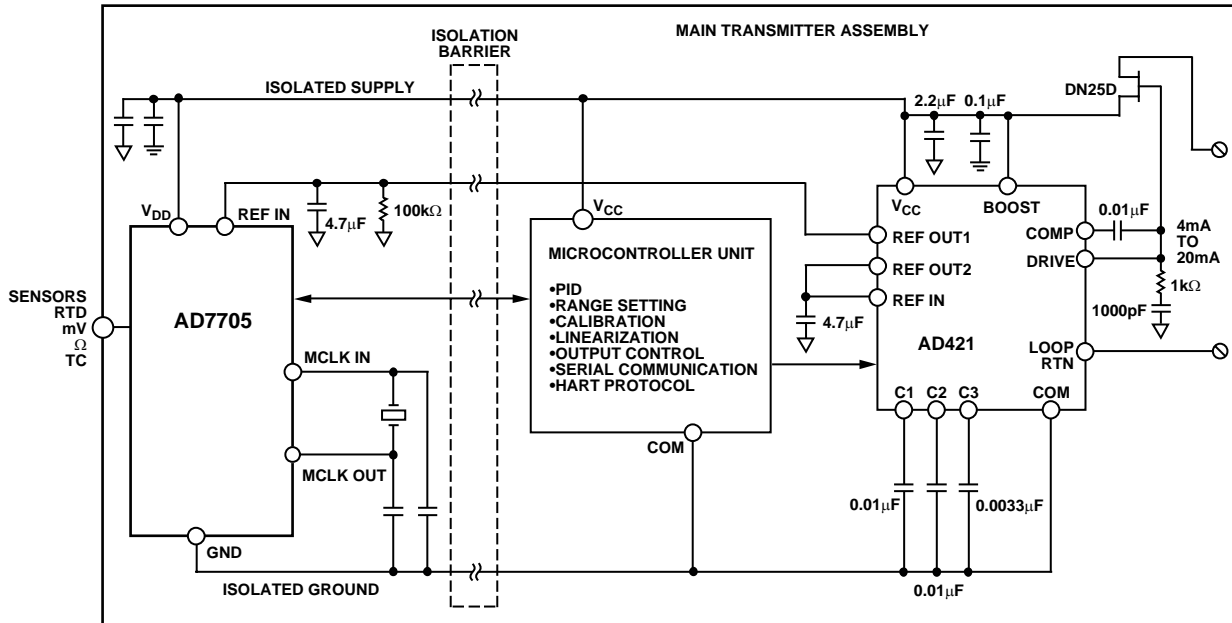 MAIN TRANSMITTER ASSEMBLY
ISOLATION
BARRIER
ISOLATED SUPPLY
DN25D
2.2μF
0.1μF
VDD
REF IN
4.7μF
100kΩ
VCC
VCC
BOOST
0.01μF
COMP
4mA
TO
20mA
REF OUT1
DRIVE
MICROCONTROLLER UNIT
•PID
•RANGE SETTING
•CALIBRATION
•LINEARIZATION
•OUTPUT CONTROL
•SERIAL COMMUNICATION
•HART PROTOCOL
REF OUT2
REF IN
1kΩ
1000pF
4.7μF
SENSORS
RTD
mV
Ω
TC
AD7705
AD421
LOOP
RTN
MCLK IN
C1
C2
C3
COM
COM
MCLK OUT
0.01μF
0.0033μF
GND
ISOLATED GROUND
0.01μF